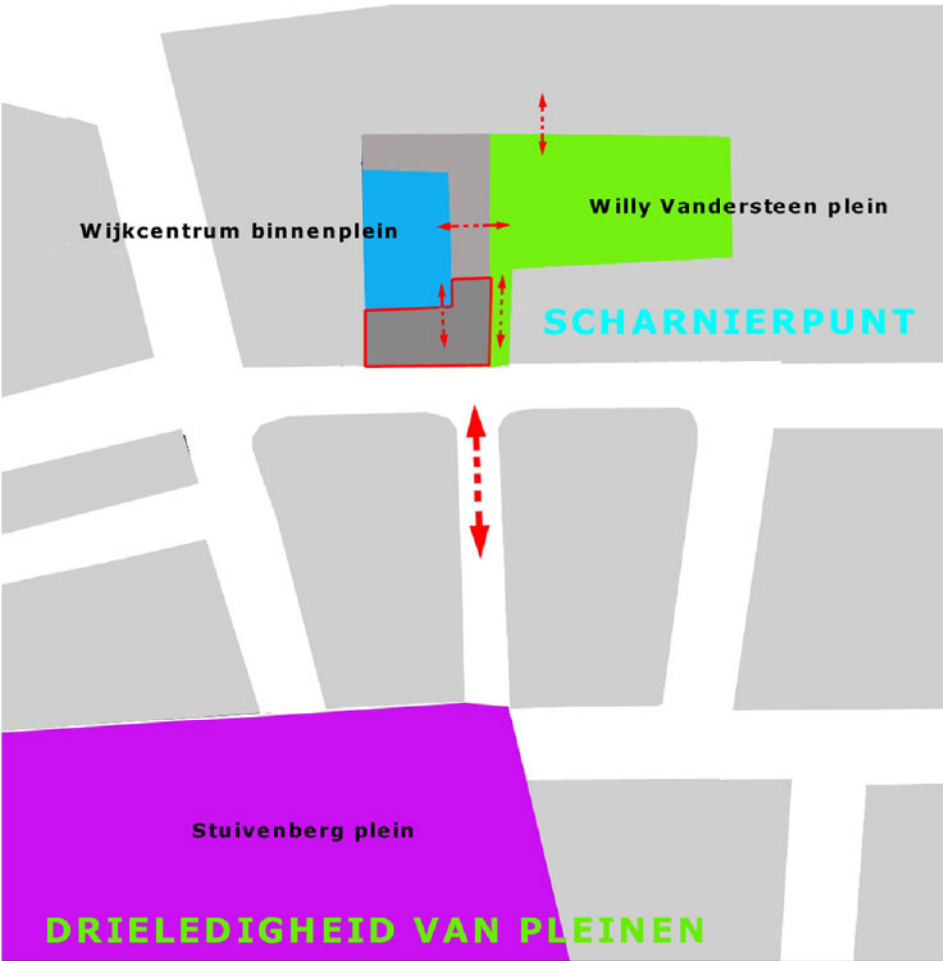 Willy Vandersteen plein
Wijkcentrum binnenplein
SCHARNIERPUNT
Stuivenberg plein
DRIELEDIGHEID VAN PLEINEN